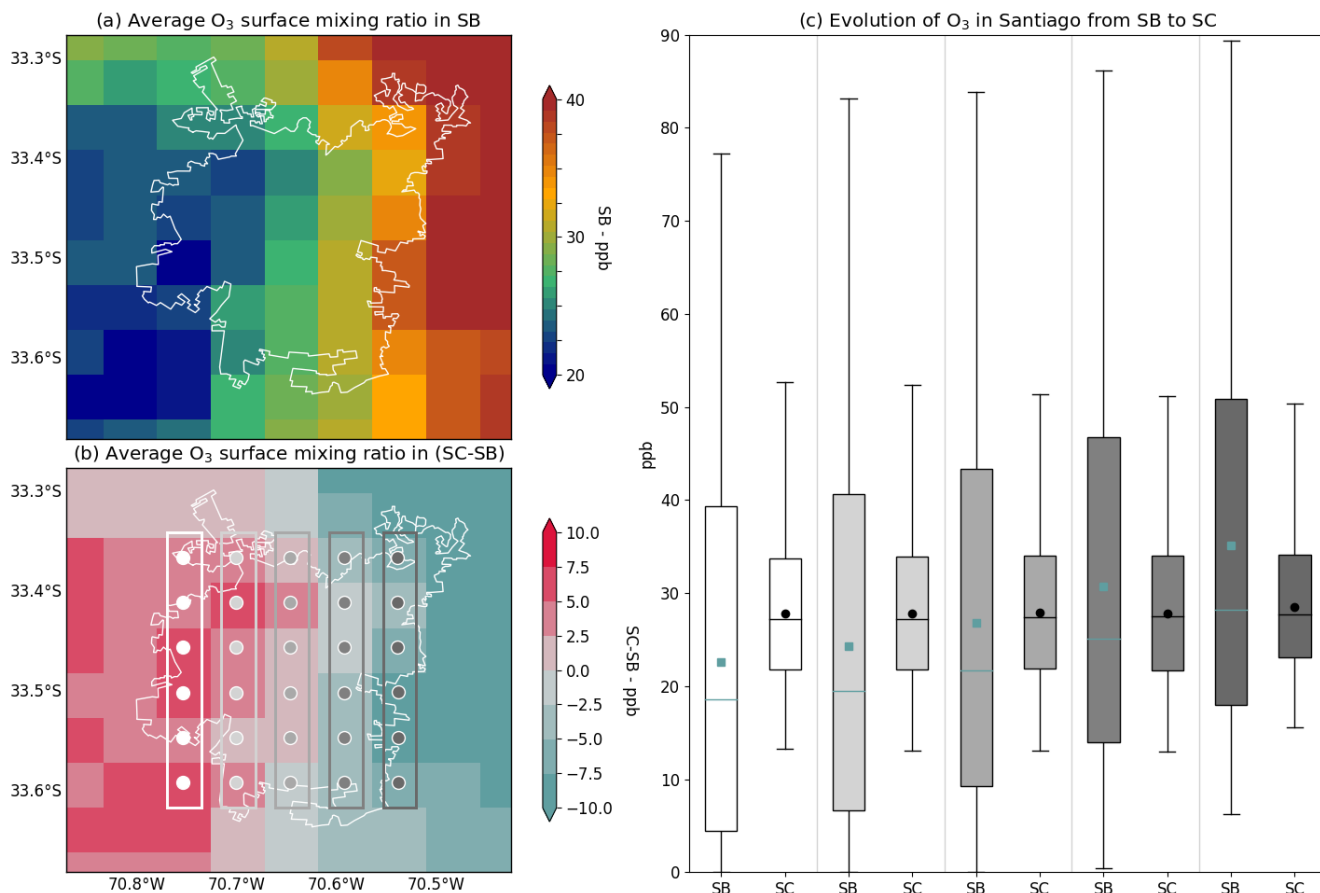 (a) Average O₃ surface mixing ratio in SB
33.3°S
33.4°S
33.5°S
33.6°S
40
30
20
SB - ppb
(b) Average O₃ surface mixing ratio in (SC-SB)
33.3°S
33.4°S
33.5°S
33.6°S
70.8°W 70.7°W 70.6°W 70.5°W
10.0
7.5
5.0
2.5
0.0
−2.5
−5.0
−7.5
−10.0
SC-SB - ppb
(c) Evolution of O₃ in Santiago from SB to SC
90
80
70
60
50
40
30
20
10
0
ppb
SB SC SB SC SB SC SB SC SB SC